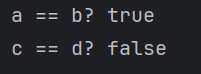 a == b? true
c == d? false